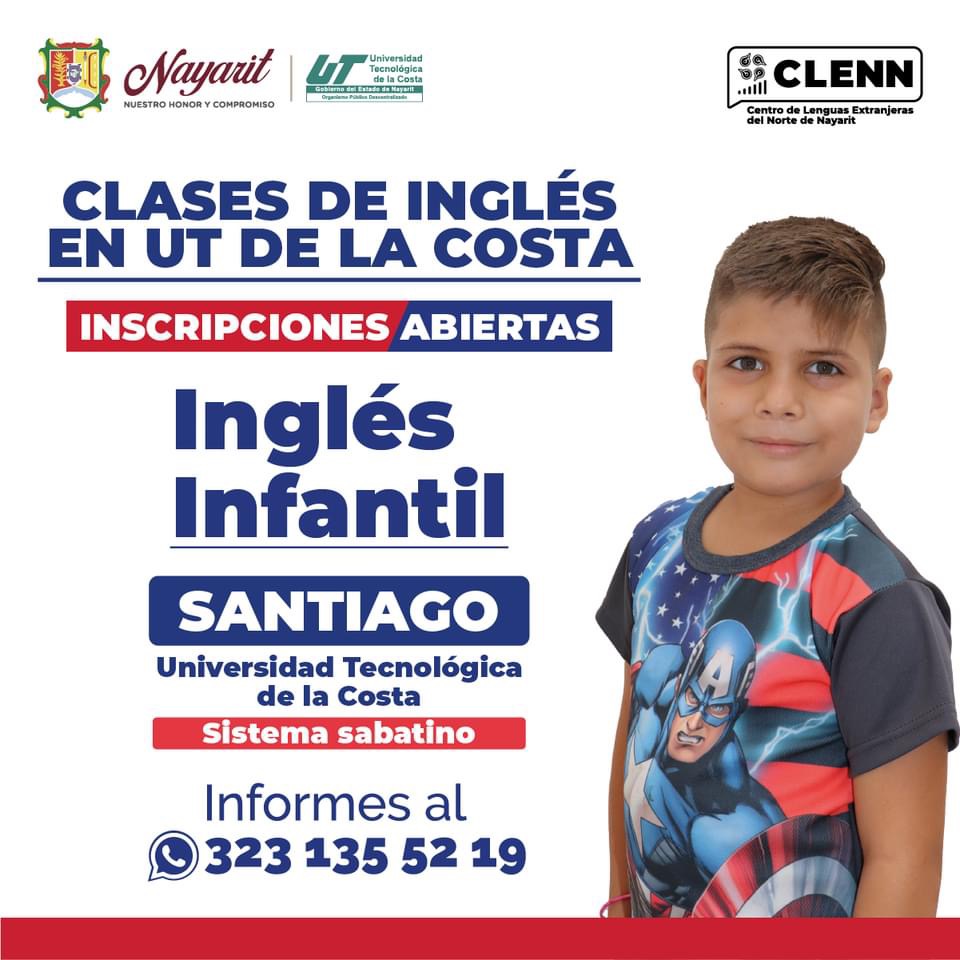 Nayarit
NUESTRO HONOR Y COMPROMISO
UT
Universidad
Tecnológica
de la Costa
Gobierno del Estado de Nayarit
Organismo Público Descentralizado
CLENN
Centro de Lenguas Extranjeras
del Norte de Nayarit
CLASES DE INGLÉS
EN UT DE LA COSTA
INSCRIPCIONES ABIERTAS
Inglés
Infantil
SANTIAGO
Universidad Tecnológica
de la Costa
Sistema sabatino
Informes al
323 135 52 19
A